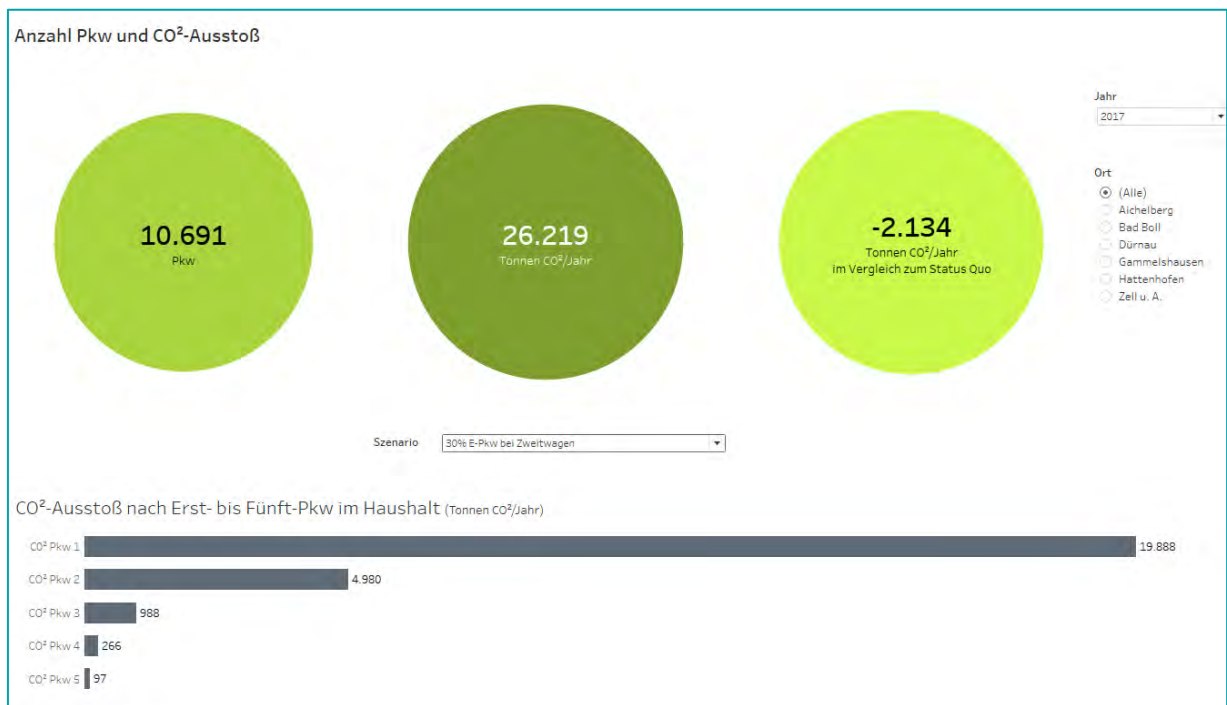 Anzahl Pkw und CO²-Ausstoß
10.691
Pkw
26.219
Tonnen CO²/Jahr
-2.134
Tonnen CO²/Jahr
im Vergleich zum Status Quo
Jahr
2017
Ort
(Alle)
Aichelberg
Bad Boll
Dürnau
Gammelshausen
Hattenhofen
Zell u. A.
Szenario 30% E-Pkw bei Zweitwagen
CO²-Ausstoß nach Erst- bis Fünft-Pkw im Haushalt (Tonnen CO²/Jahr)
CO² Pkw 1 19.888
CO² Pkw 2 4.980
CO² Pkw 3 988
CO² Pkw 4 266
CO² Pkw 5 97